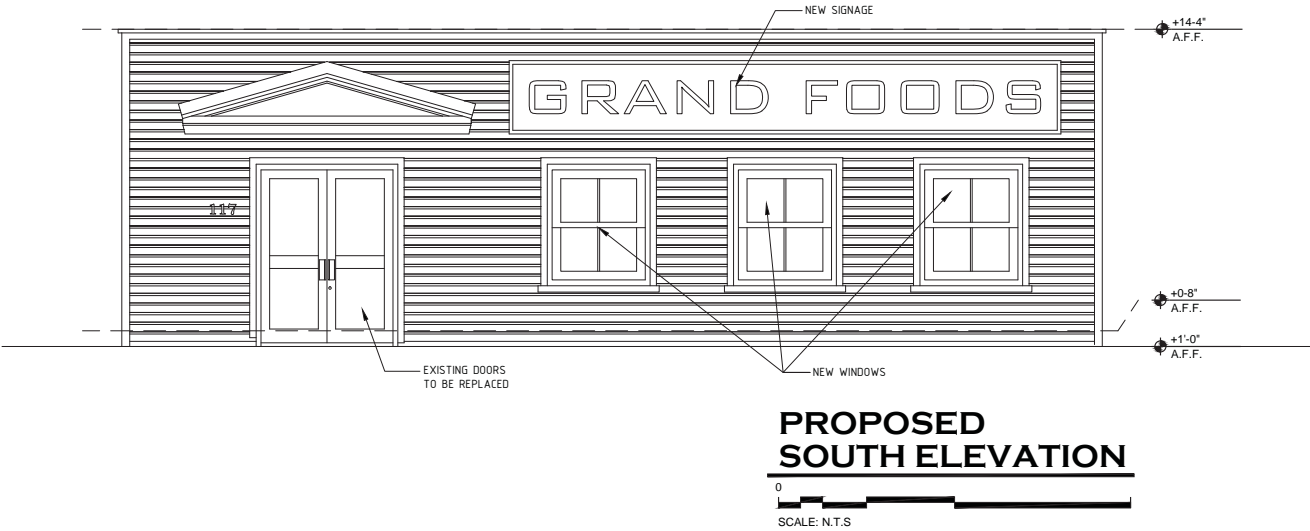 NEW SIGNAGE
+14-4"
A.F.F.
GRAND FOODS
117
+0-8"
A.F.F.
+1'-0"
A.F.F.
EXISTING DOORS
TO BE REPLACED
NEW WINDOWS
PROPOSED
SOUTH ELEVATION
0
SCALE: N.T.S